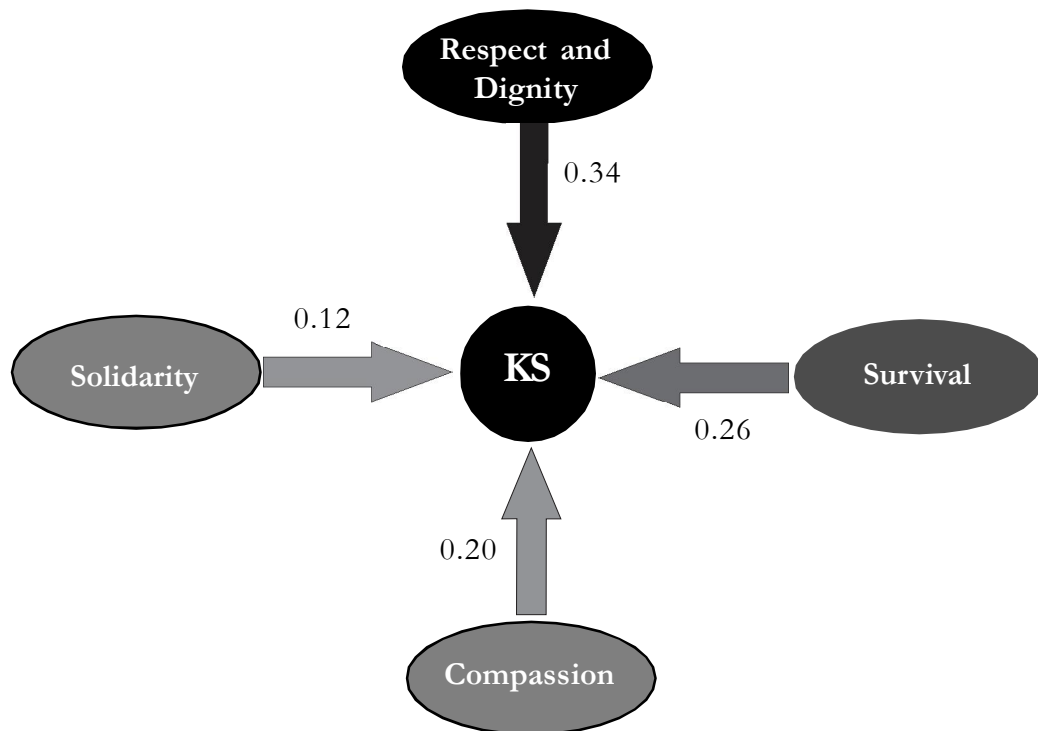 Respect and
Dignity
0.34
0.12
Solidarity
KS
Survival
0.26
0.20
Compassion